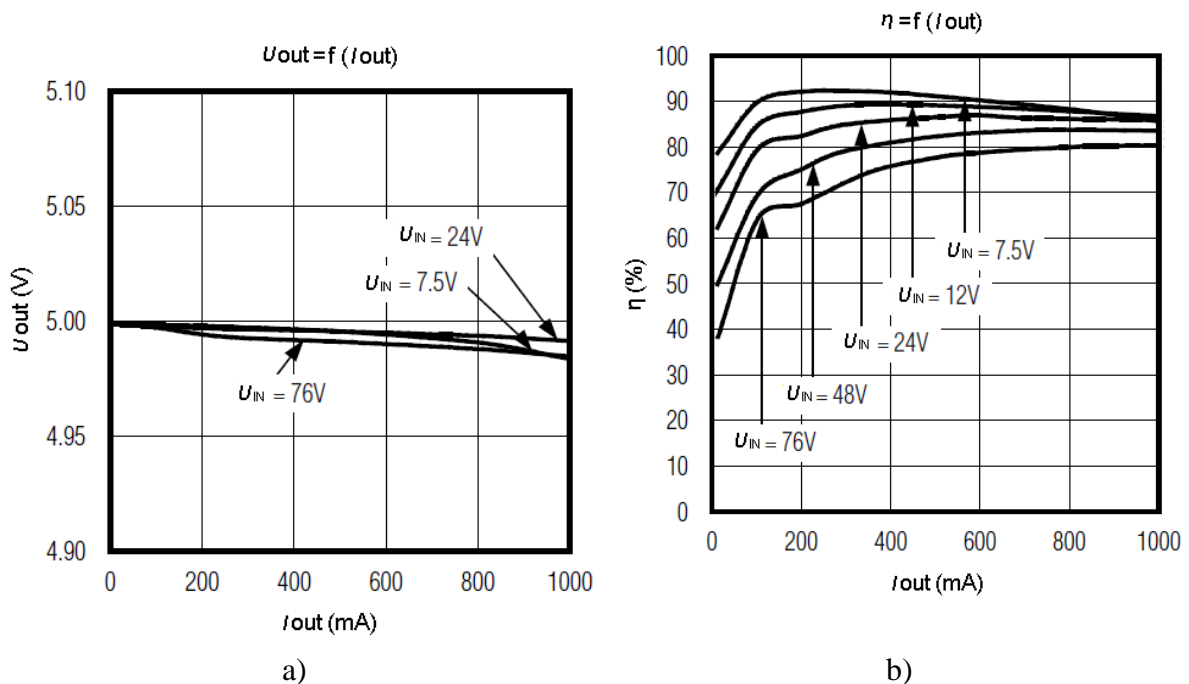 Uout=f (Iout)
5.10
5.05
5.00
4.95
4.90
Uout (V)
UIN = 24V
UIN = 7.5V
UIN = 76V
0 200 400 600 800 1000
Iout (mA)
a)
η =f (Iout)
100
90
80
70
60
50
40
30
20
10
0
η (%)
UIN = 7.5V
UIN = 12V
UIN = 24V
UIN = 48V
UIN = 76V
0 200 400 600 800 1000
Iout (mA)
b)